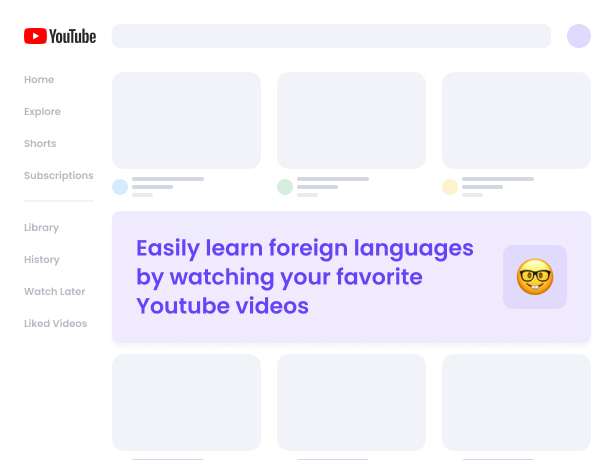 YouTube
Home
Explore
Shorts
Subscriptions
Library
History
Watch Later
Liked Videos
Easily learn foreign languages
by watching your favorite
Youtube videos